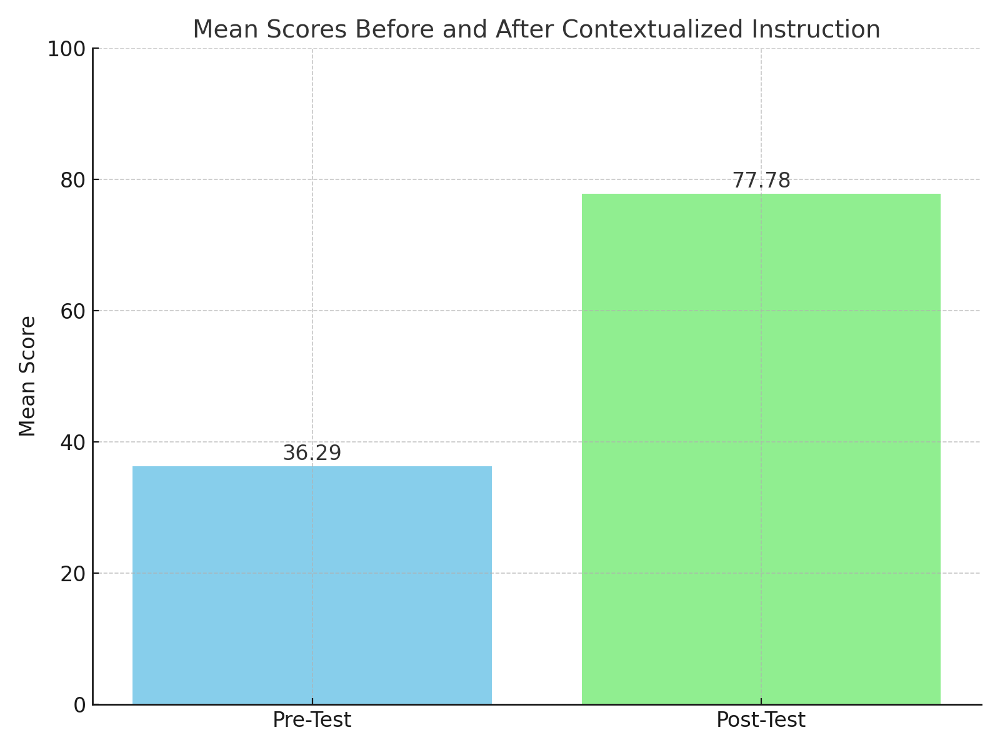 Mean Scores Before and After Contextualized Instruction
100
80
60
40
20
0
Mean Score
36.29
77.78
Pre-Test
Post-Test